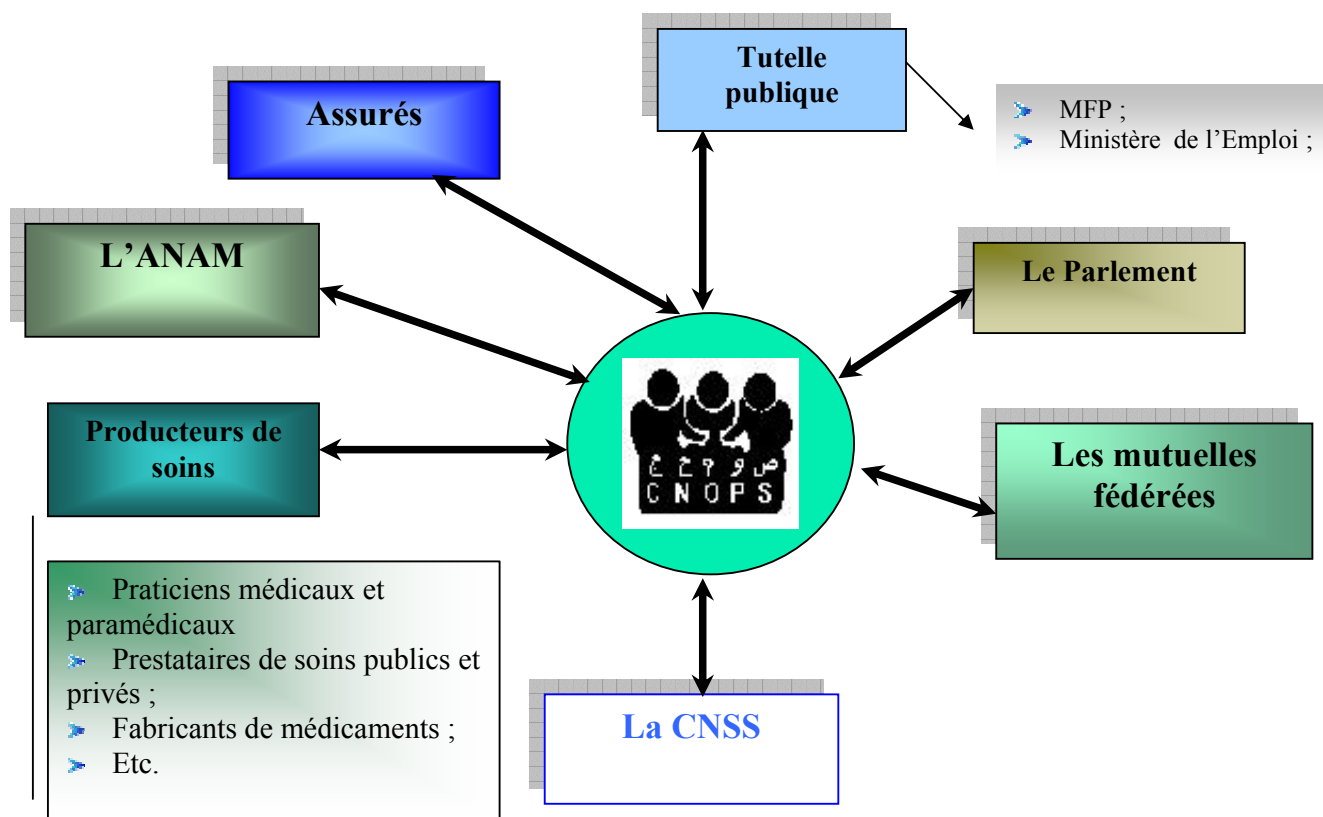 Tutelle
publique
MFP ;
Ministère de l’Emploi ;
Assurés
L’ANAM
Le Parlement
Producteurs de
soins
Les mutuelles
fédérées
C N O P S
Praticiens médicaux et
paramédicaux
Prestataires de soins publics et
privés ;
Fabricants de médicaments ;
Etc.
La CNSS